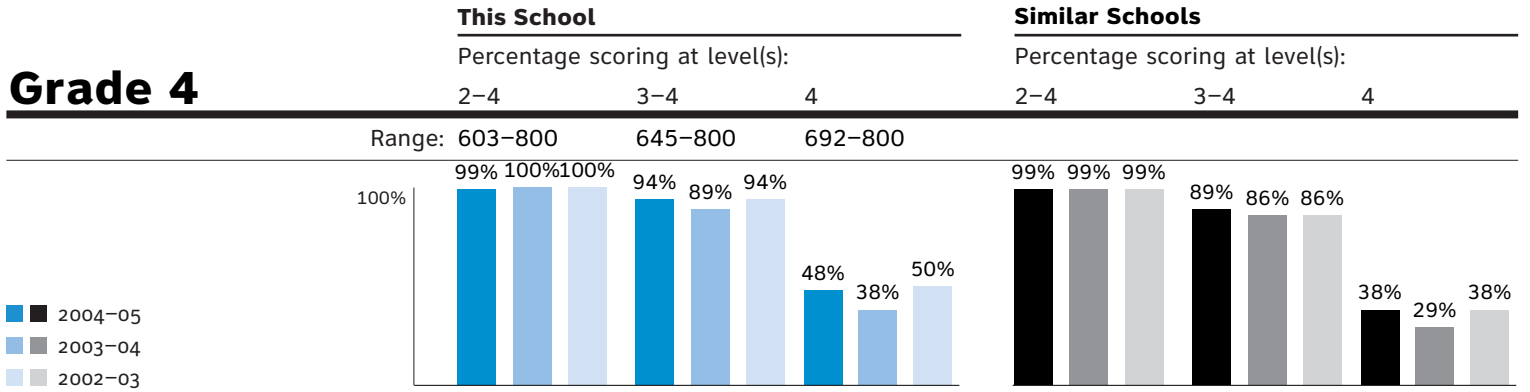 This School Similar Schools
Percentage scoring at level(s): Percentage scoring at level(s):
Grade 4 2–4 3–4 4 2–4 3–4 4
Range: 603–800 645–800 692–800
99% 100% 100% 94% 89% 94% 48% 38% 50% 99% 99% 99% 89% 86% 86% 38% 29% 38%
100%
2004–05
2003–04
2002–03